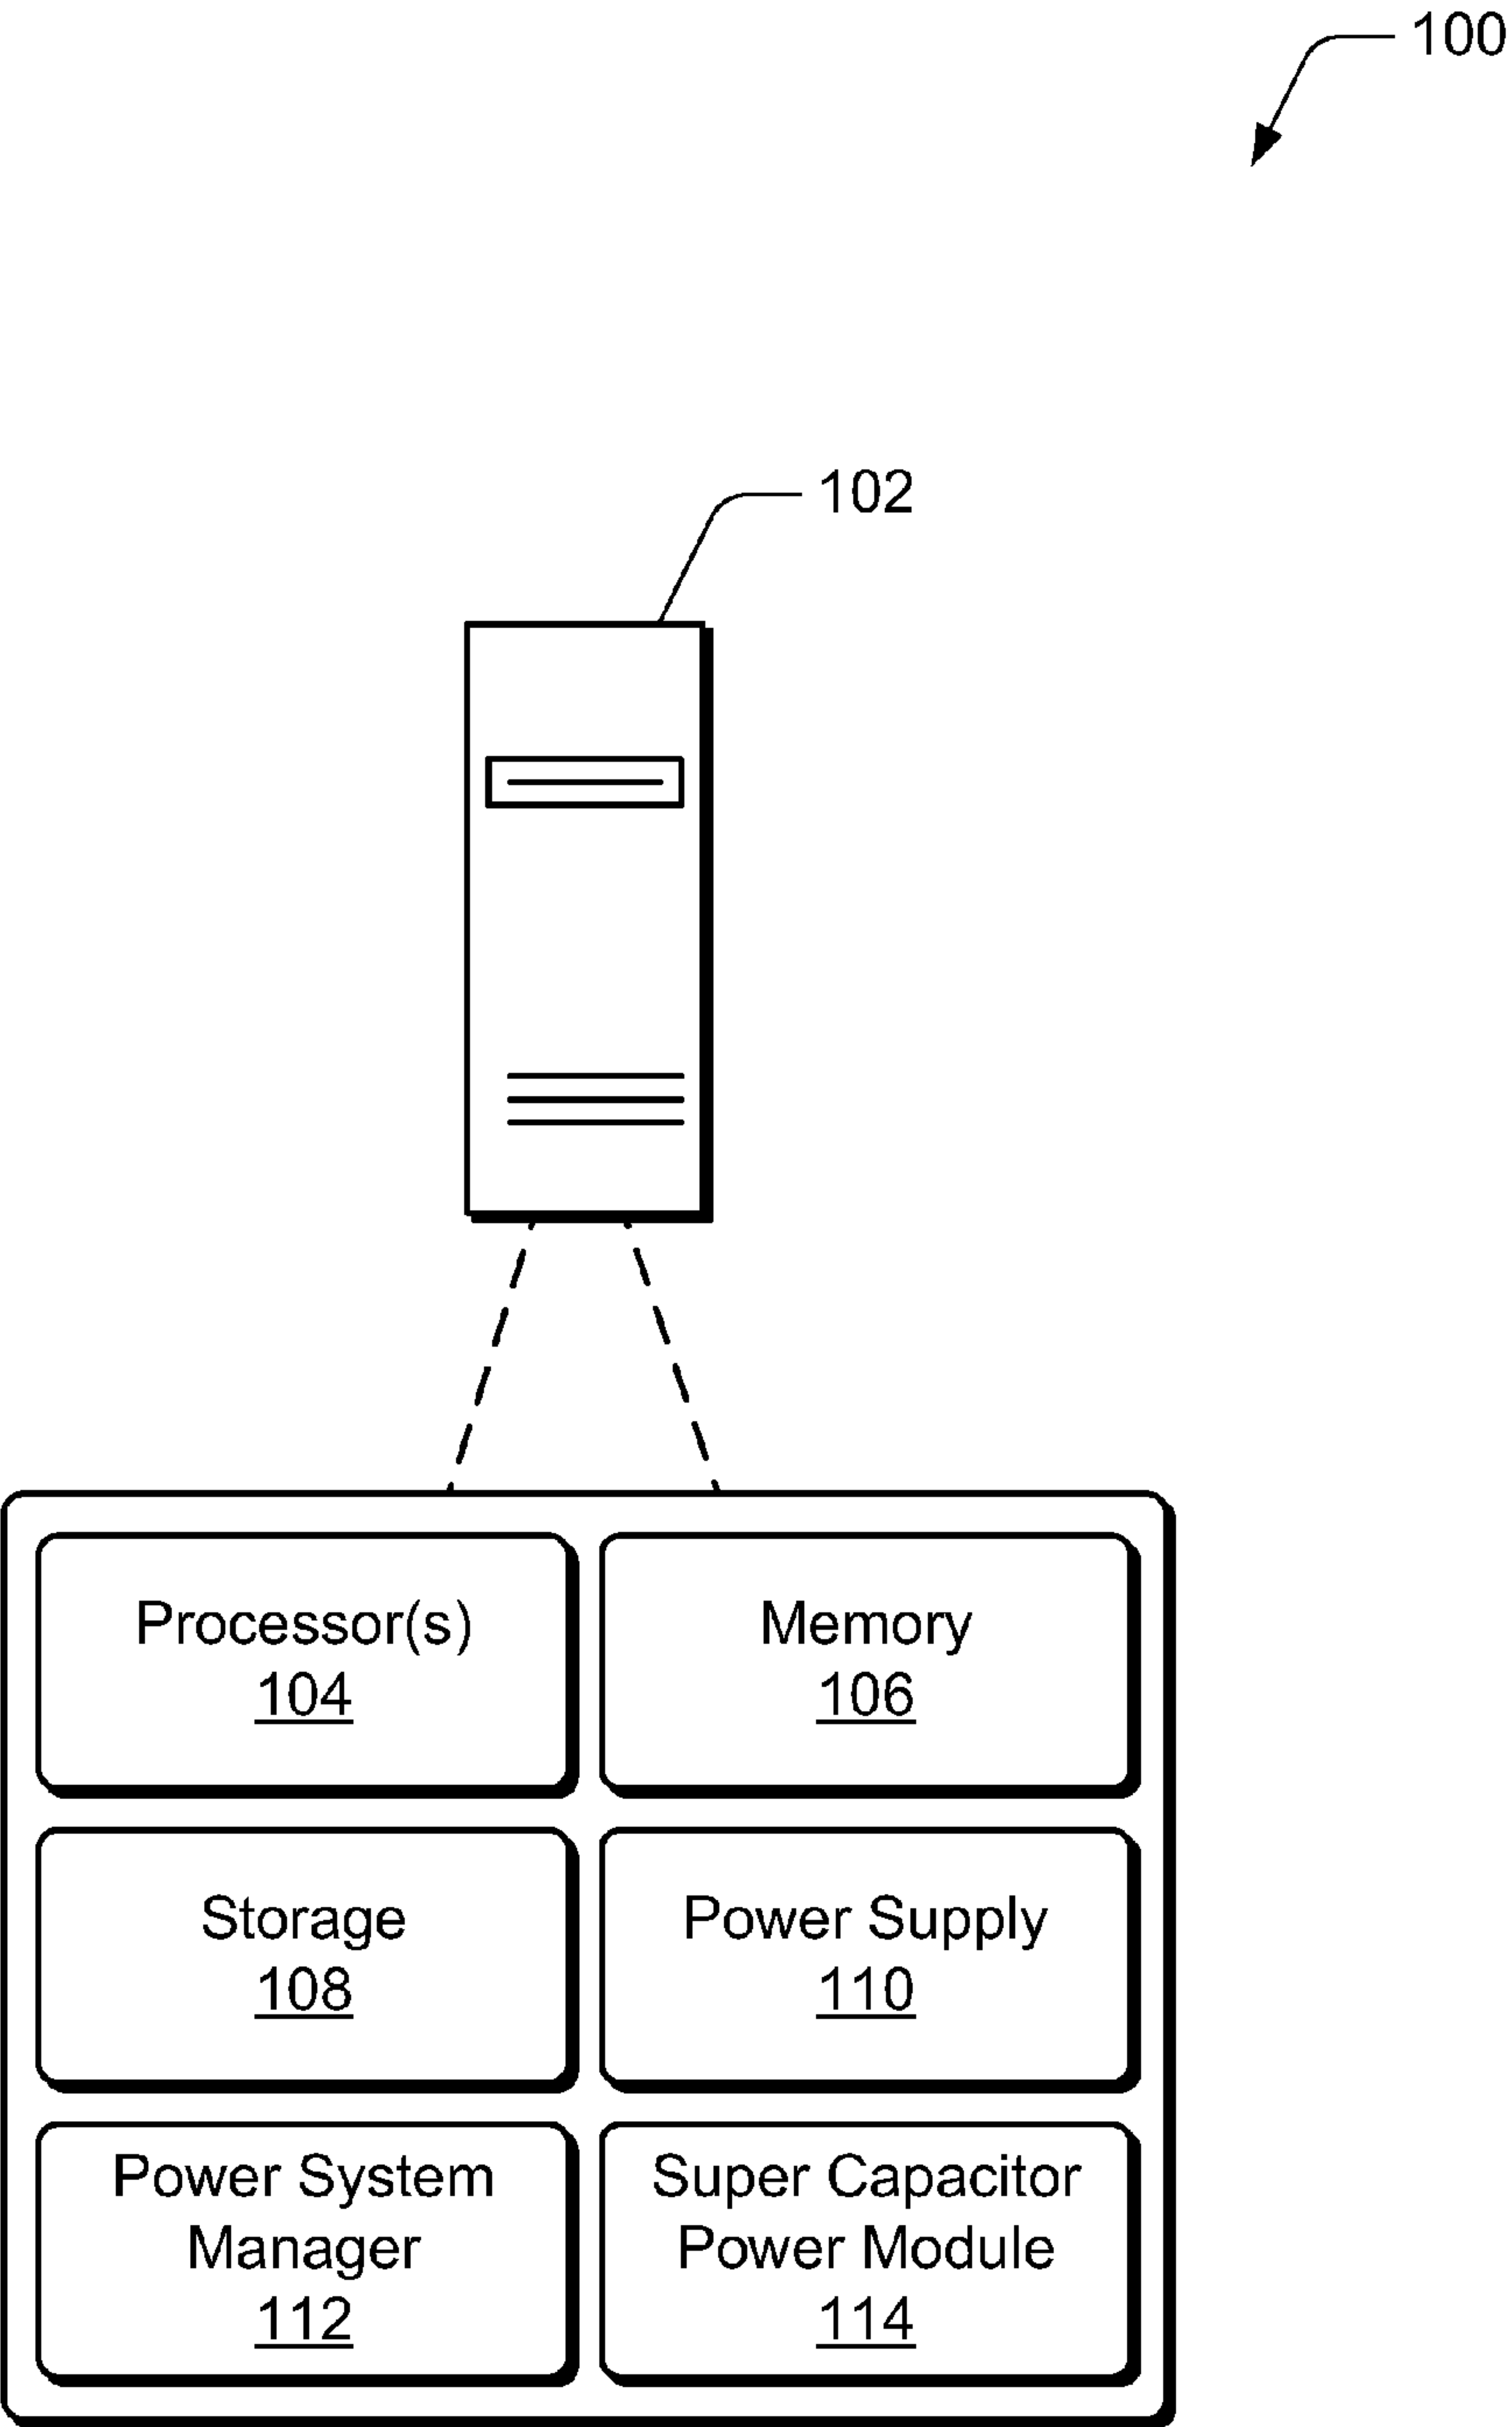 100
102
Processor(s)
104
Memory
106
Storage
108
Power Supply
110
Power System
Manager
112
Super Capacitor
Power Module
114